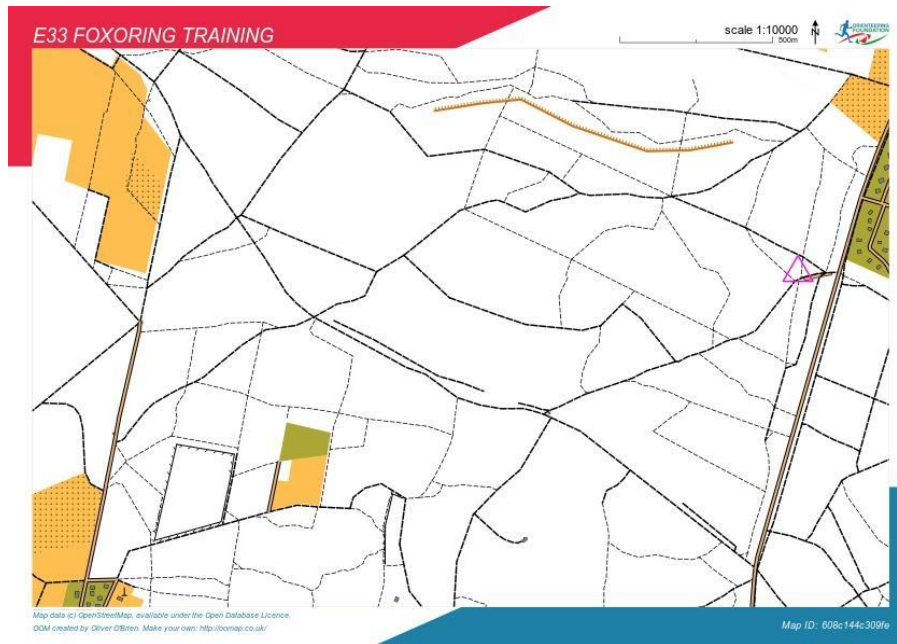 E33 FOXORING TRAINING
scale 1:10000
500m
N
ORIENTEERING
FOUNDATION
Map data (c) OpenStreetMap, available under the Open Database Licence.
OOM created by Oliver O'Brien. Make your own: http://oomap.co.uk/
Map ID: 608c144c309fe